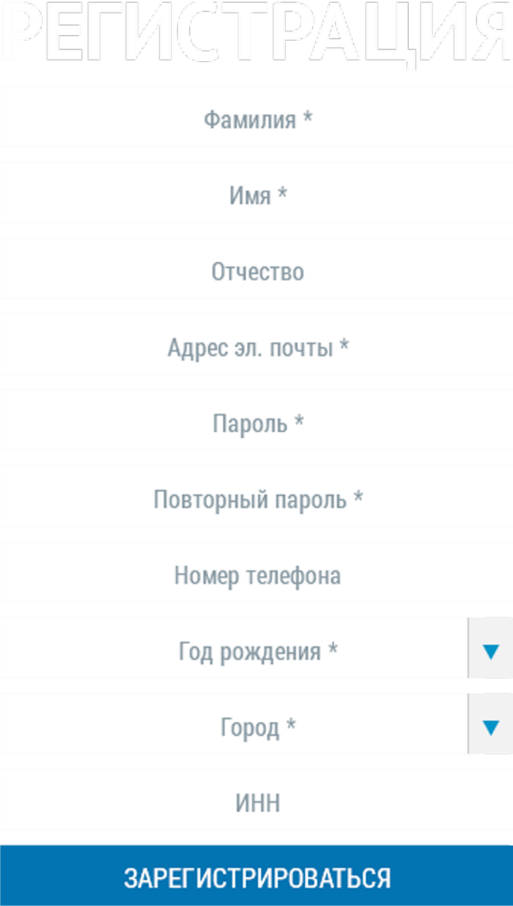 РЕГИСТРАЦИЯ
Фамилия *
Имя *
Отчество
Адрес эл. почты *
Пароль *
Повторный пароль *
Номер телефона
Год рождения *
Город *
ИНН
ЗАРЕГИСТРИРОВАТЬСЯ